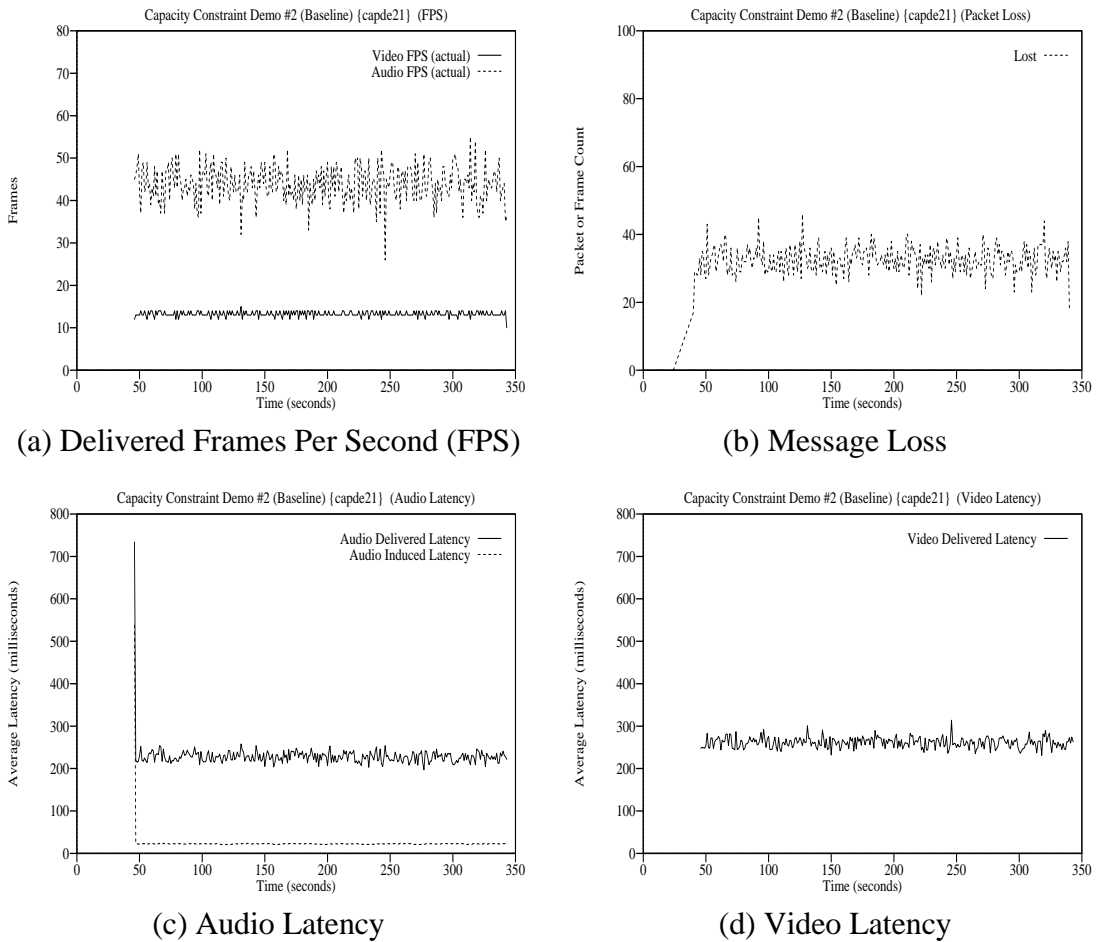 Capacity Constraint Demo #2 (Baseline) {capde21} (FPS)
80
70
60
50
40
30
20
10
0
Frames
Video FPS (actual)
Audio FPS (actual)
0 50 100 150 200 250 300 350
Time (seconds)
(a) Delivered Frames Per Second (FPS)
Capacity Constraint Demo #2 (Baseline) {capde21} (Packet Loss)
100
80
60
40
20
0
Packet or Frame Count
Lost
0 50 100 150 200 250 300 350
Time (seconds)
(b) Message Loss
Capacity Constraint Demo #2 (Baseline) {capde21} (Audio Latency)
800
700
600
500
400
300
200
100
0
Average Latency (milliseconds)
Audio Delivered Latency
Audio Induced Latency
0 50 100 150 200 250 300 350
Time (seconds)
(c) Audio Latency
Capacity Constraint Demo #2 (Baseline) {capde21} (Video Latency)
800
700
600
500
400
300
200
100
0
Average Latency (milliseconds)
Video Delivered Latency
0 50 100 150 200 250 300 350
Time (seconds)
(d) Video Latency